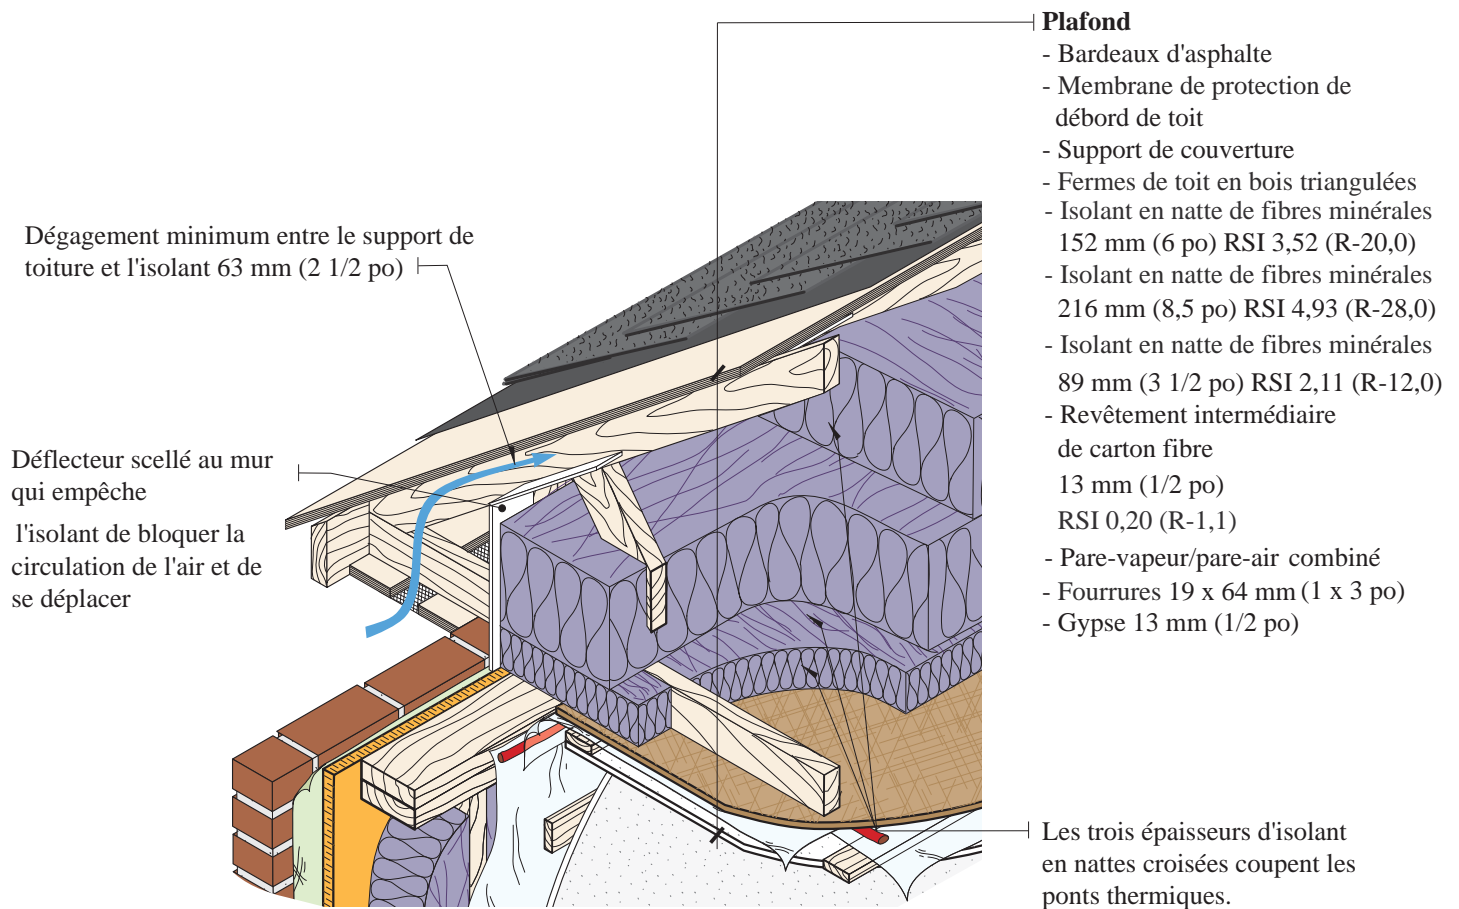 Plafond
- Bardeaux d'asphalte
- Membrane de protection de
débord de toit
- Support de couverture
- Fermes de toit en bois triangulées
- Isolant en natte de fibres minérales
152 mm (6 po) RSI 3,52 (R-20,0)
- Isolant en natte de fibres minérales
216 mm (8,5 po) RSI 4,93 (R-28,0)
- Isolant en natte de fibres minérales
89 mm (3 1/2 po) RSI 2,11 (R-12,0)
- Revêtement intermédiaire
de carton fibre
13 mm (1/2 po)
RSI 0,20 (R-1,1)
- Pare-vapeur/pare-air combiné
- Fourrures 19 x 64 mm (1 x 3 po)
- Gypse 13 mm (1/2 po)
Dégagement minimum entre le support de
toiture et l'isolant 63 mm (2 1/2 po)
Déflecteur scellé au mur
qui empêche
l'isolant de bloquer la
circulation de l'air et de
se déplacer
Les trois épaisseurs d'isolant
en nattes croisées coupent les
ponts thermiques.